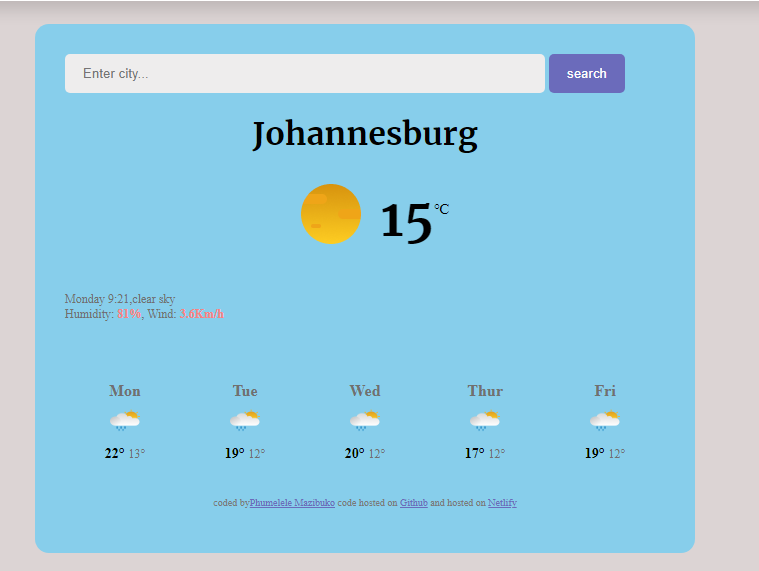 Enter city... search
Johannesburg
15 °C
Monday 9:21,clear sky
Humidity: 81%, Wind: 3.6Km/h
Mon Tue Wed Thur Fri
22° 13° 19° 12° 20° 12° 17° 12° 19° 12°
coded byPhumelele Mazibuko code hosted on Github and hosted on Netlify